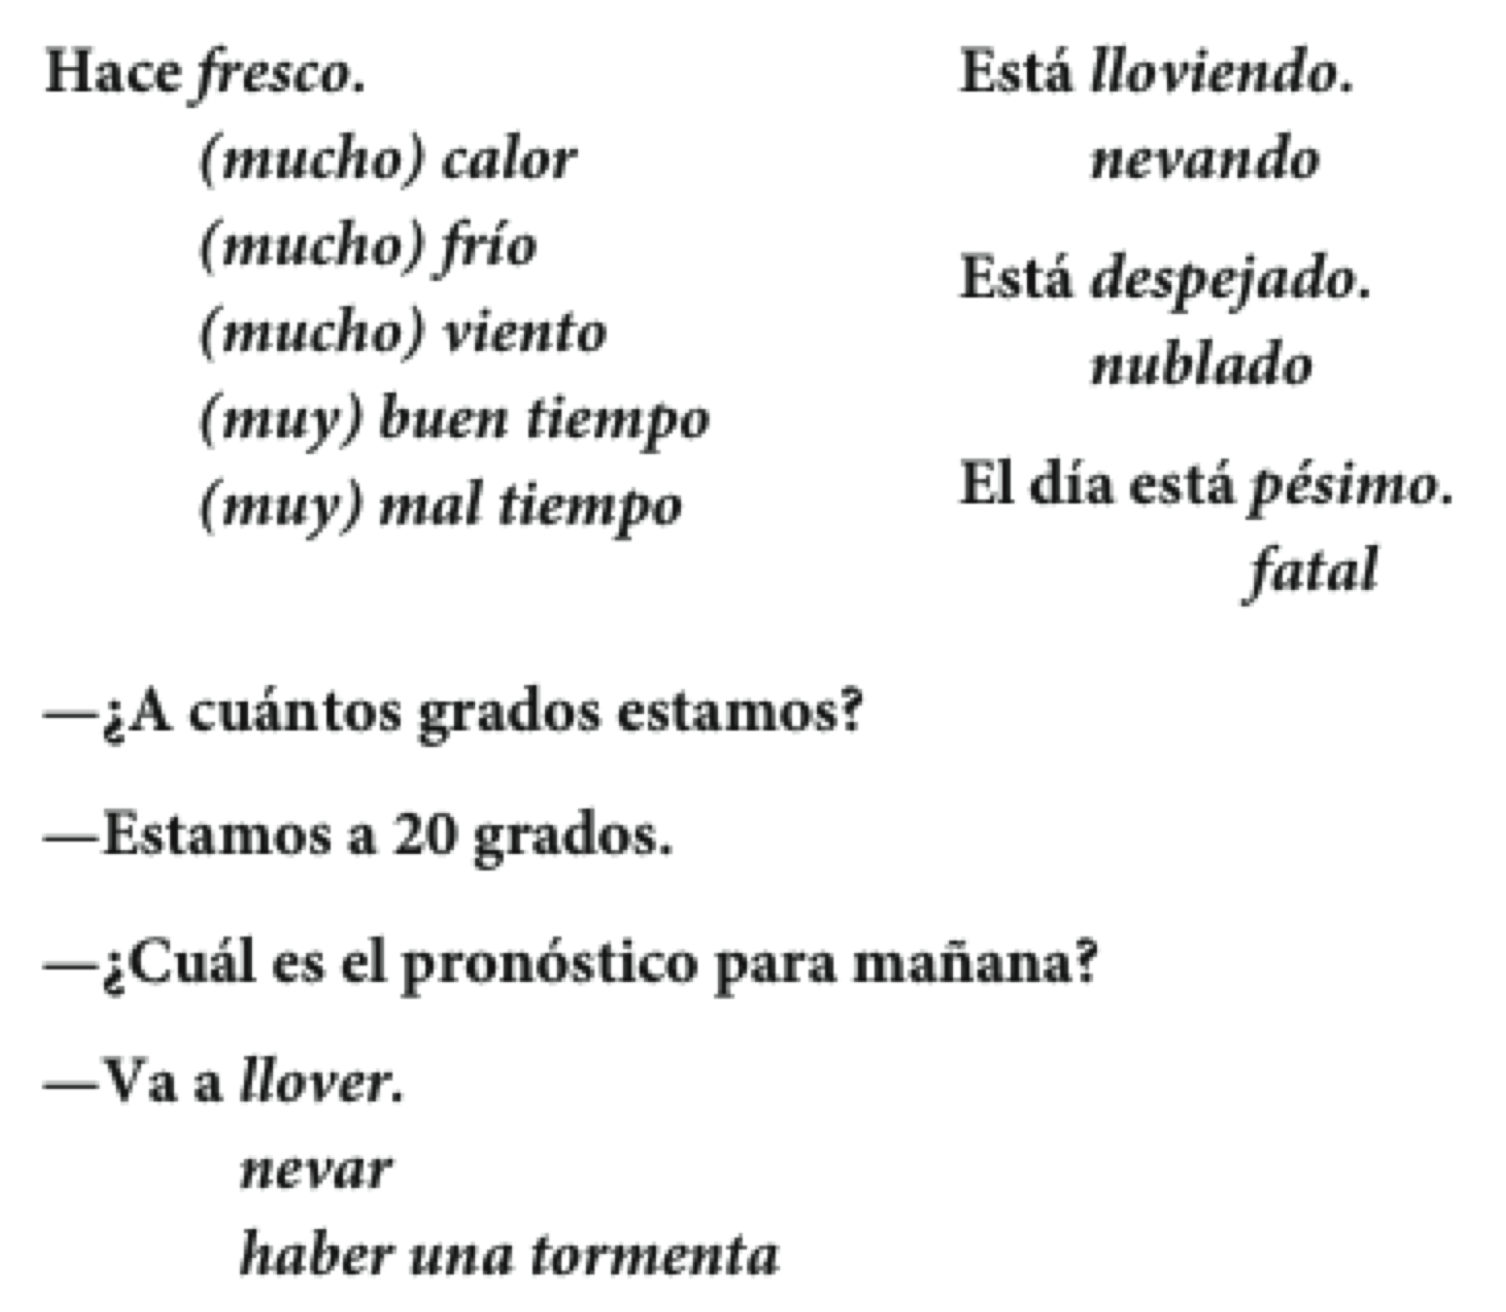 Hace fresco.
(mucho) calor
(mucho) frío
(mucho) viento
(muy) buen tiempo
(muy) mal tiempo
Está lloviendo.
nevando
Está despejado.
nublado
El día está pésimo.
fatal
—¿A cuántos grados estamos?
—Estamos a 20 grados.
—¿Cuál es el pronóstico para mañana?
—Va a llover.
nevar
haber una tormenta